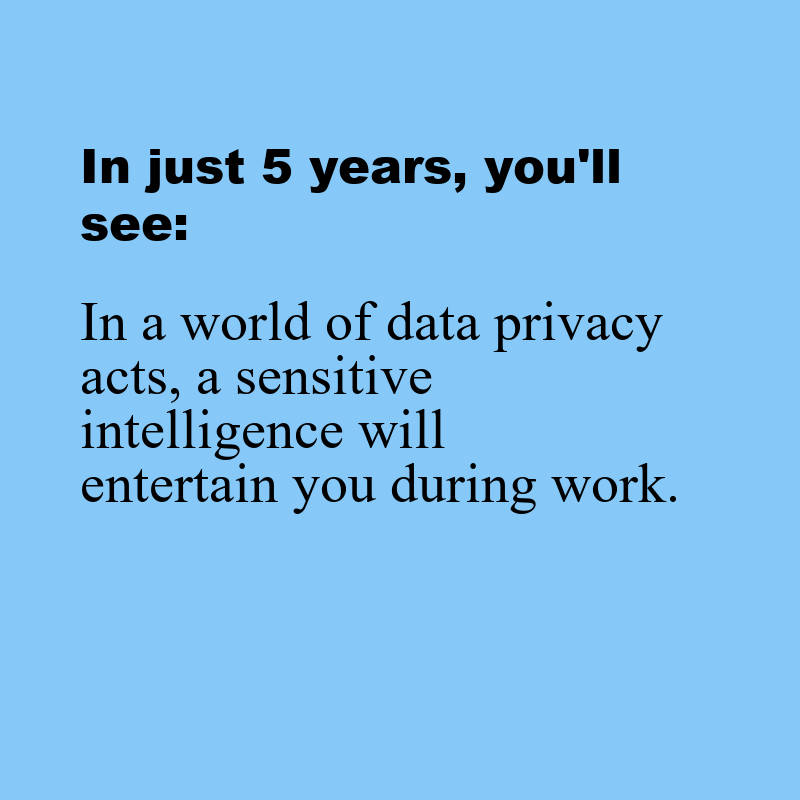 In just 5 years, you'll
see:
In a world of data privacy
acts, a sensitive
intelligence will
entertain you during work.